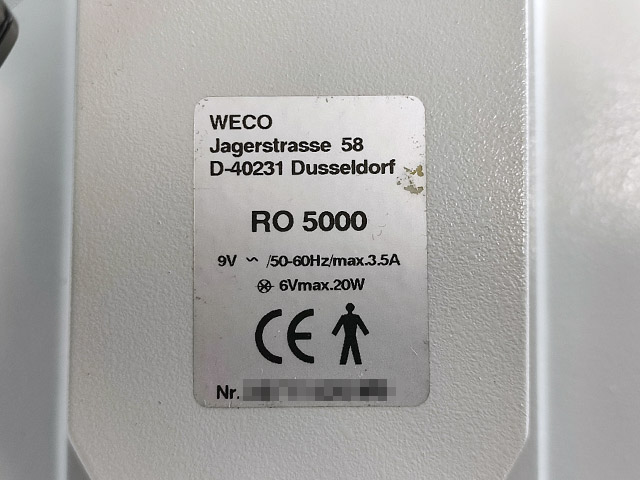 WECO
Jagerstrasse 58
D-40231 Dusseldorf
RO 5000
9V ~ /50-60Hz/max.3.5A
⊗ 6Vmax.20W
CE
Nr.